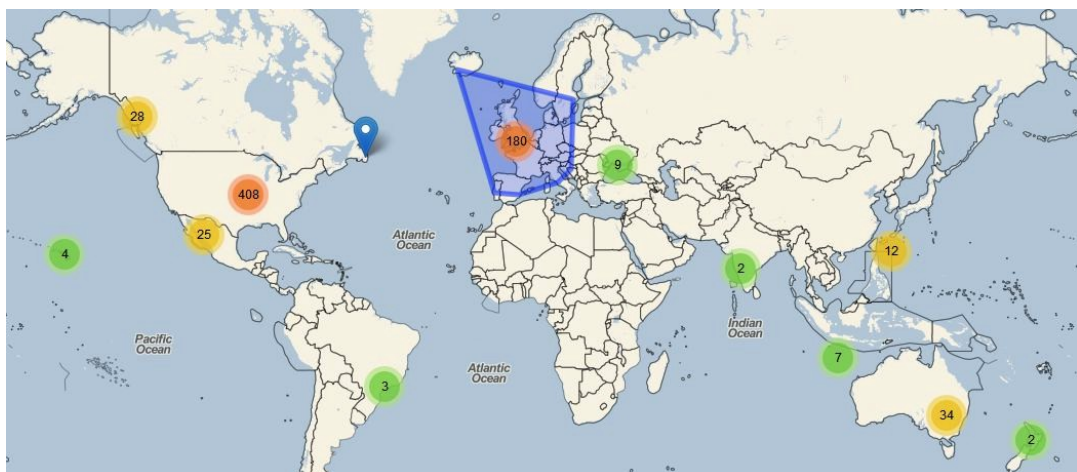 28
180
9
408
25
Atlantic
Ocean
4
12
2
Indian
Ocean
Pacific
Ocean
7
Atlantic
Ocean
3
34
2